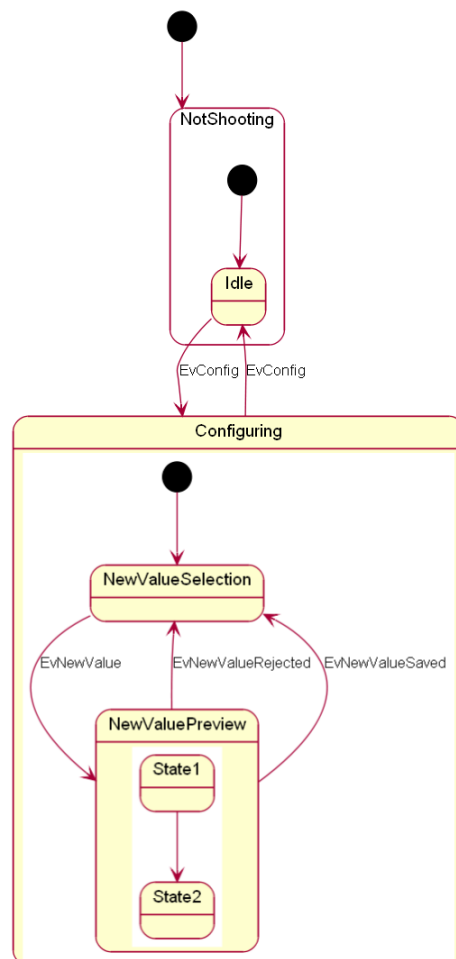 NotShooting
Idle
EvConfig
EvConfig
Configuring
NewValueSelection
EvNewValue
EvNewValueRejected
EvNewValueSaved
NewValuePreview
State1
State2